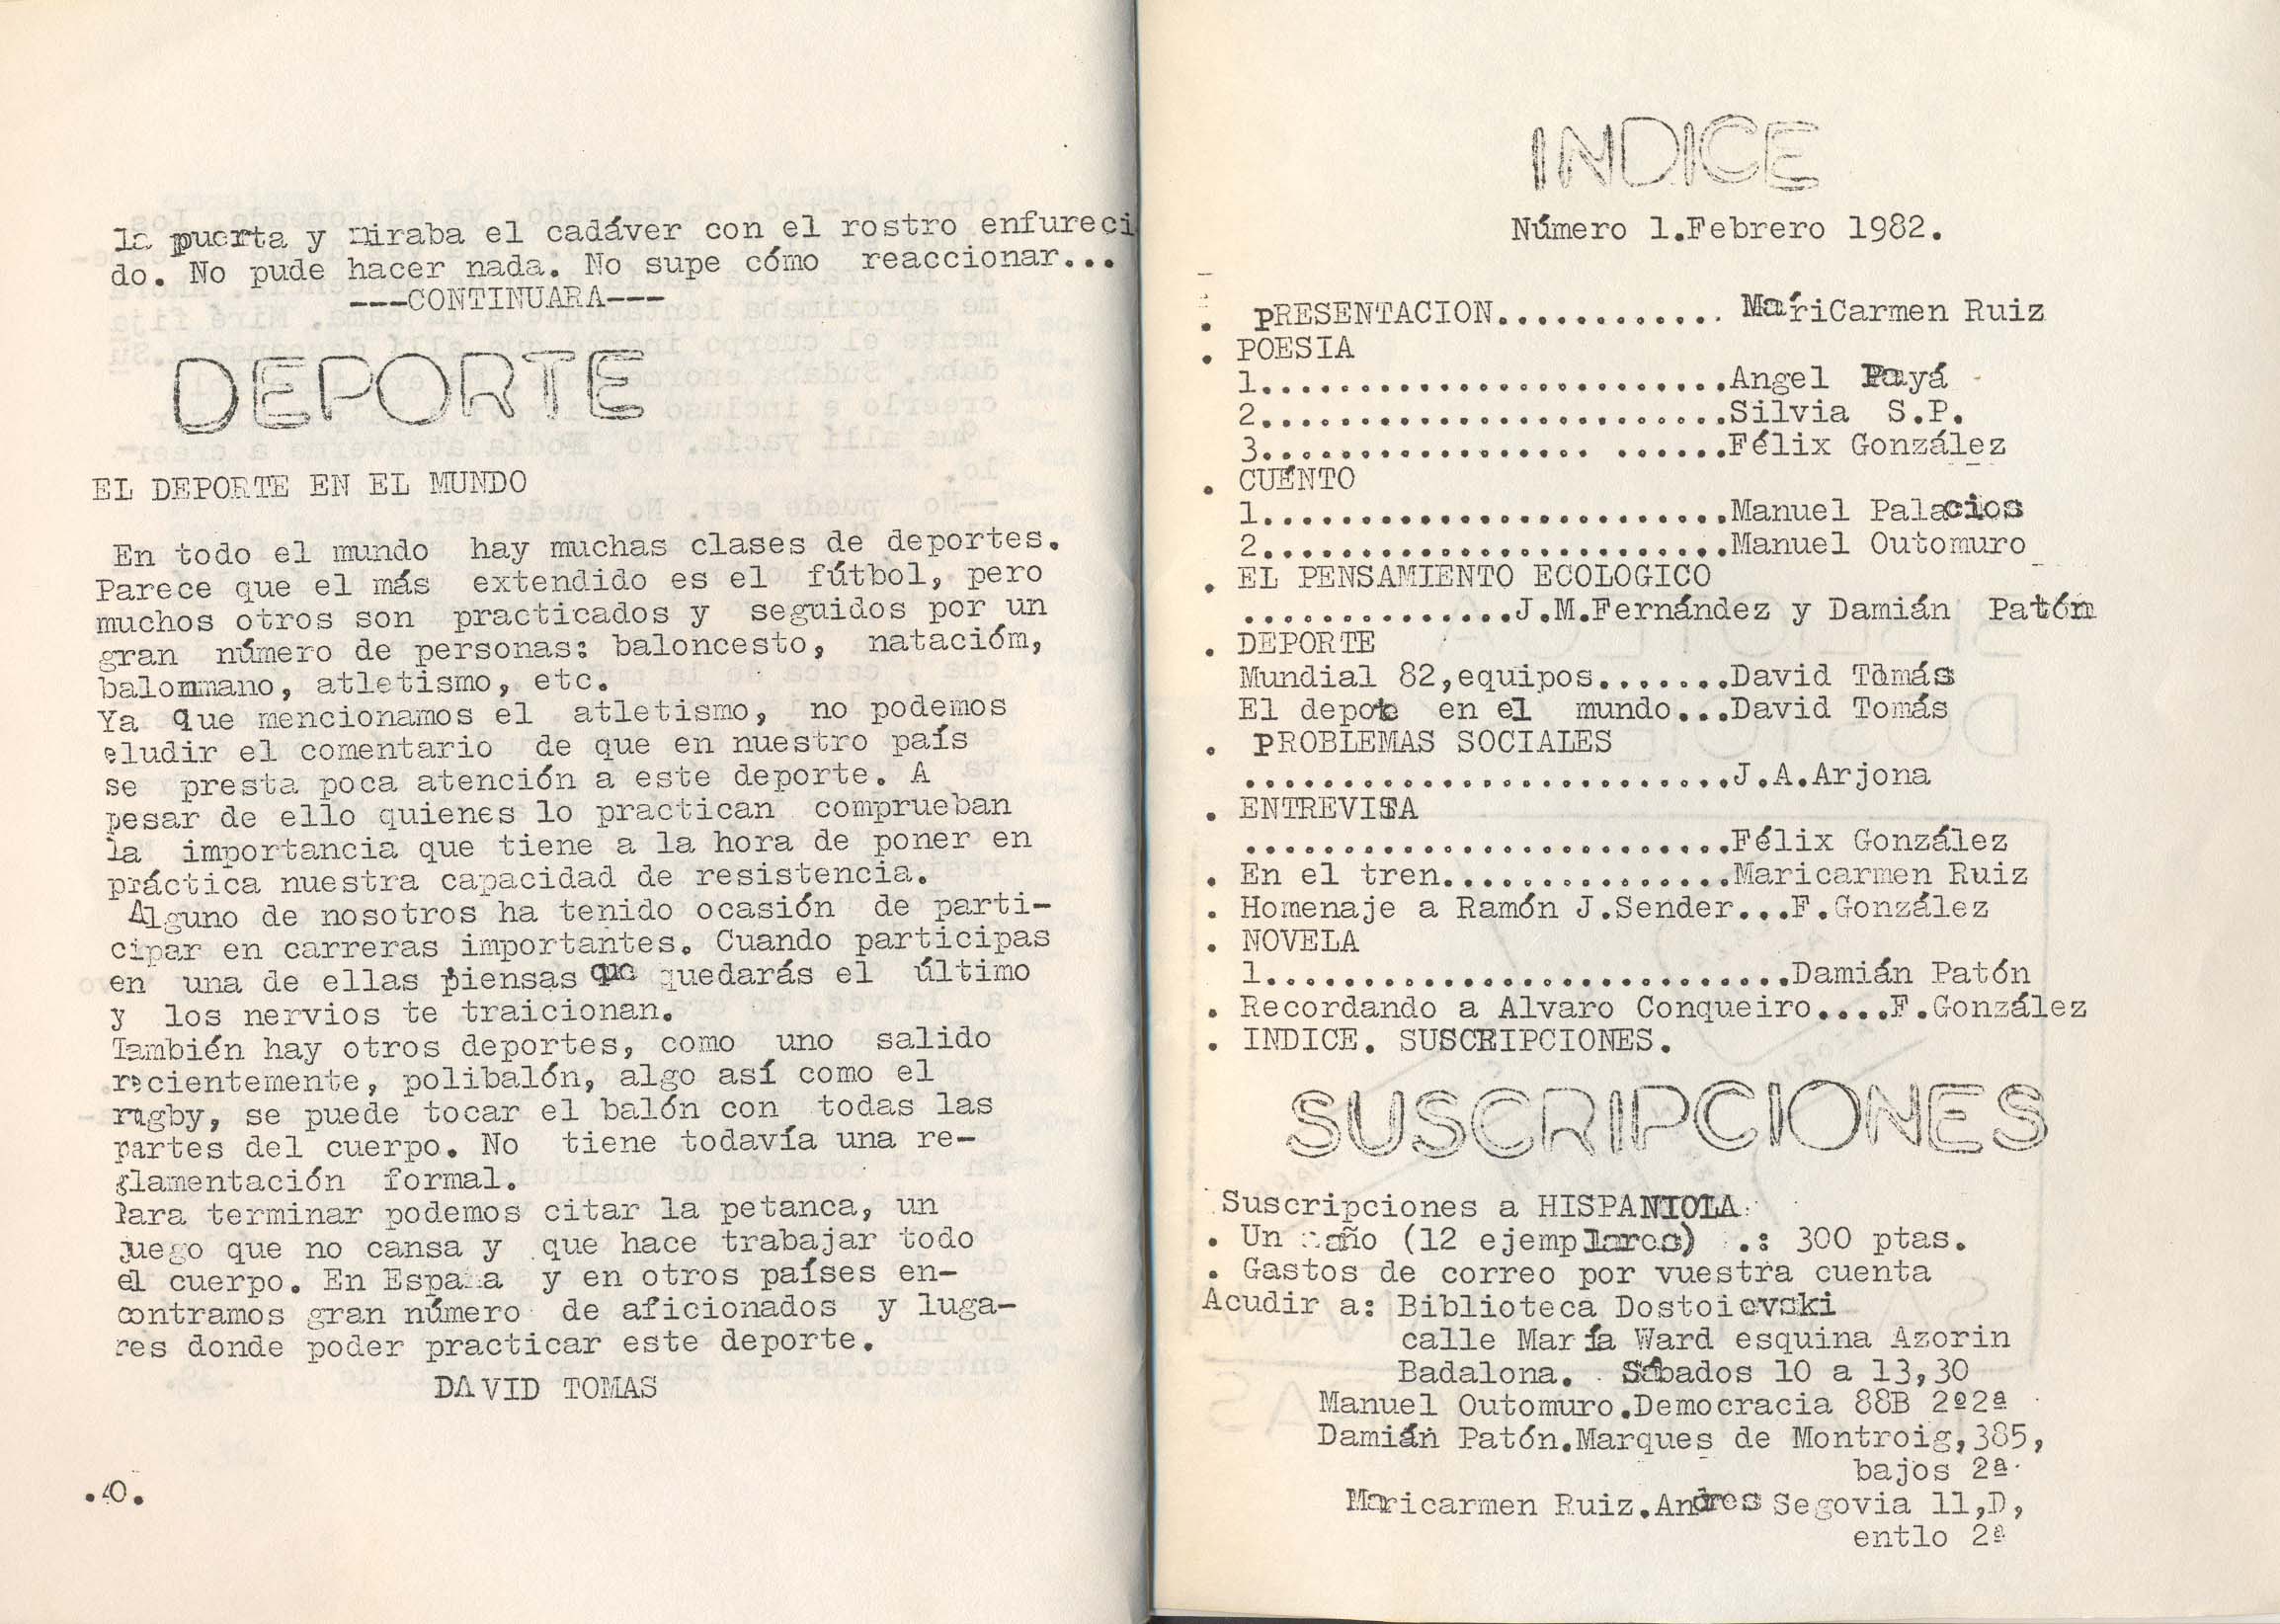 la puerta y miraba el cadáver con el rostro enfureci
do. No pude hacer nada. No supe cómo reaccionar...
---CONTINUARA---
DEPORTE
EL DEPORTE EN EL MUNDO
En todo el mundo hay muchas clases de deportes.
Parece que el más extendido es el fútbol, pero
muchos otros son practicados y seguidos por un
gran número de personas: baloncesto, natacióm,
balonmano, atletismo, etc.
Ya que mencionamos el atletismo, no podemos
eludir el comentario de que en nuestro país
se presta poca atención a este deporte. A
pesar de ello quienes lo practican comprueban
la importancia que tiene a la hora de poner en
práctica nuestra capacidad de resistencia.
Alguno de nosotros ha tenido ocasión de parti-
cipar en carreras importantes. Cuando participas
en una de ellas piensas que quedarás el último
y los nervios te traicionan.
También hay otros deportes, como uno salido
recientemente, polibalón, algo así como el
rugby, se puede tocar el balón con todas las
partes del cuerpo. No tiene todavía una re-
glamentación formal.
Para terminar podemos citar la petanca, un
juego que no cansa y que hace trabajar todo
el cuerpo. En España y en otros países en-
contramos gran número de aficionados y luga-
res donde poder practicar este deporte.
DAVID TOMAS
.40.
INDICE
Número 1.Febrero 1982.
. PRESENTACION............ MaríCarmen Ruiz
. POESIA
1........................Angel Payá
2........................Silvia S.P.
3................. ......Félix González
. CUENTO
1........................Manuel Palacios
2........................Manuel Outomuro
. EL PENSAMIENTO ECOLOGICO
..............J.M.Fernández y Damián Patón
. DEPORTE
Mundial 82,equipos.......David Tomás
El depote en el mundo...David Tomás
. PROBLEMAS SOCIALES
.........................J.A.Arjona
. ENTREVISTA
.........................Félix González
. En el tren...............Maricarmen Ruiz
. Homenaje a Ramón J.Sender...F.González
. NOVELA
1...........................Damián Patón
. Recordando a Alvaro Conqueiro....F.González
. INDICE. SUSCRIPCIONES.
SUSCRIPCIONES
Suscripciones a HISPANIOLA
. Un año (12 ejemplares) .: 300 ptas.
. Gastos de correo por vuestra cuenta
Acudir a: Biblioteca Dostoievski
calle María Ward esquina Azorin
Badalona. Sábados 10 a 13,30
Manuel Outomuro.Democracia 88B 2º2ª
Damián Patón.Marques de Montroig,385,
bajos 2ª
Maricarmen Ruiz.Andres Segovia 11,D,
entlo 2ª